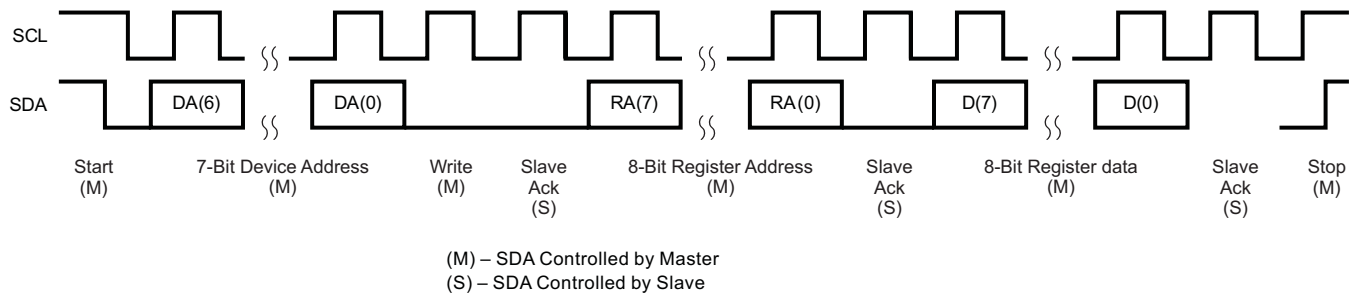 SCL
SDA
DA(6) DA(0) RA(7) RA(0) D(7) D(0)
Start 7-Bit Device Address Write Slave 8-Bit Register Address Slave 8-Bit Register data Slave Stop
(M) (M) (M) Ack (M) Ack (M) Ack (M)
(S) (S) (S)
(M) – SDA Controlled by Master
(S) – SDA Controlled by Slave